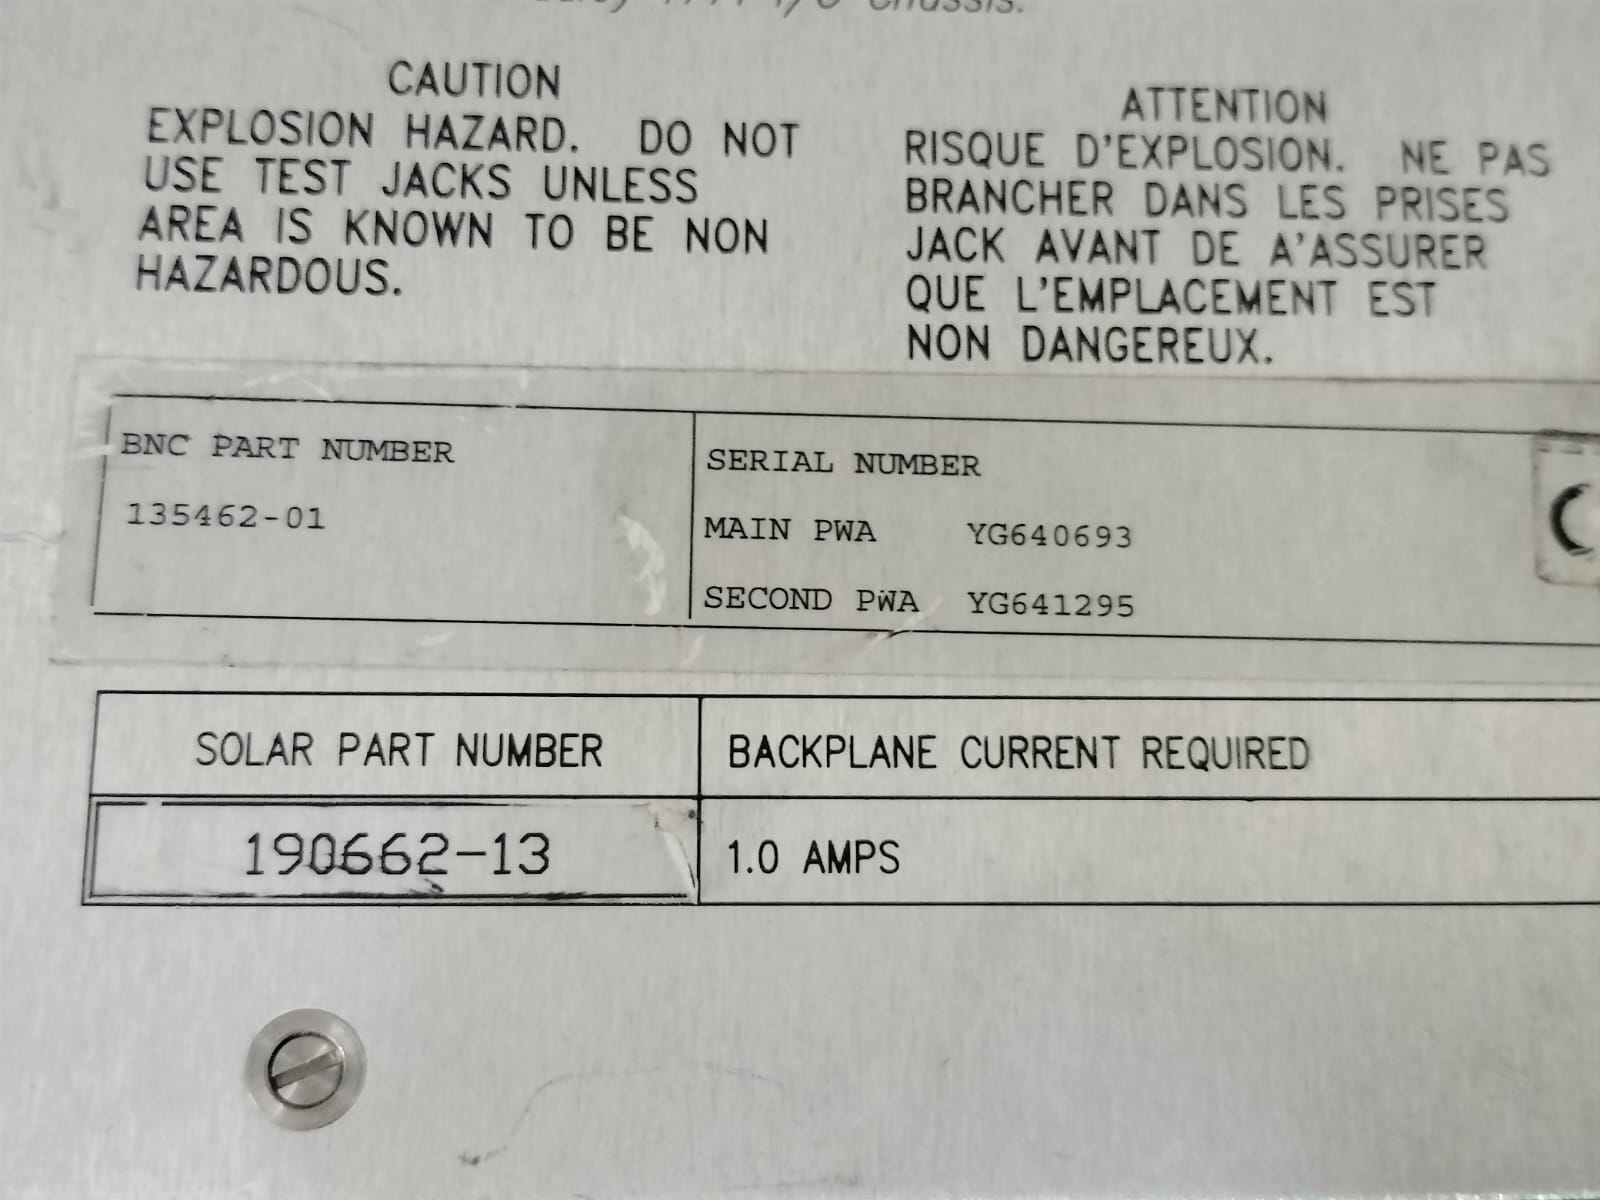 1771 I/O Chassis.
CAUTION
EXPLOSION HAZARD. DO NOT
USE TEST JACKS UNLESS
AREA IS KNOWN TO BE NON
HAZARDOUS.
ATTENTION
RISQUE D'EXPLOSION. NE PAS
BRANCHER DANS LES PRISES
JACK AVANT DE A'ASSURER
QUE L'EMPLACEMENT EST
NON DANGEREUX.
BNC PART NUMBER
135462-01
SERIAL NUMBER
MAIN PWA YG640693
SECOND PWA YG641295
SOLAR PART NUMBER
190662-13
BACKPLANE CURRENT REQUIRED
1.0 AMPS